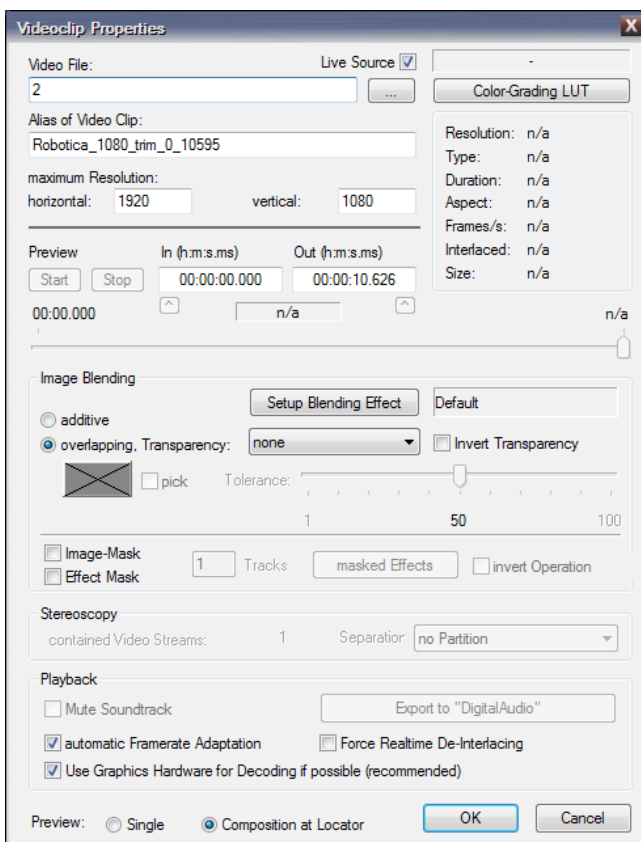 Videoclip Properties
X
Video File:
Live Source
-
2
...
Color-Grading LUT
Alias of Video Clip:
Robotica_1080_trim_0_10595
Resolution: n/a
Type: n/a
Duration: n/a
Aspect: n/a
Frames/s: n/a
Interlaced: n/a
Size: n/a
maximum Resolution:
horizontal: 1920 vertical: 1080
Preview In (h:m:s.ms) Out (h:m:s.ms)
Start Stop 00:00:00.000 00:00:10.626
00:00.000 n/a n/a
Image Blending
Setup Blending Effect Default
additive
overlapping, Transparency: none Invert Transparency
pick Tolerance:
1 50 100
Image-Mask
Effect Mask
1 Tracks masked Effects invert Operation
Stereoscopy
contained Video Streams: 1 Separation no Partition
Playback
Mute Soundtrack Export to "DigitalAudio"
automatic Framerate Adaptation Force Realtime De-Interlacing
Use Graphics Hardware for Decoding if possible (recommended)
Preview: Single Composition at Locator OK Cancel